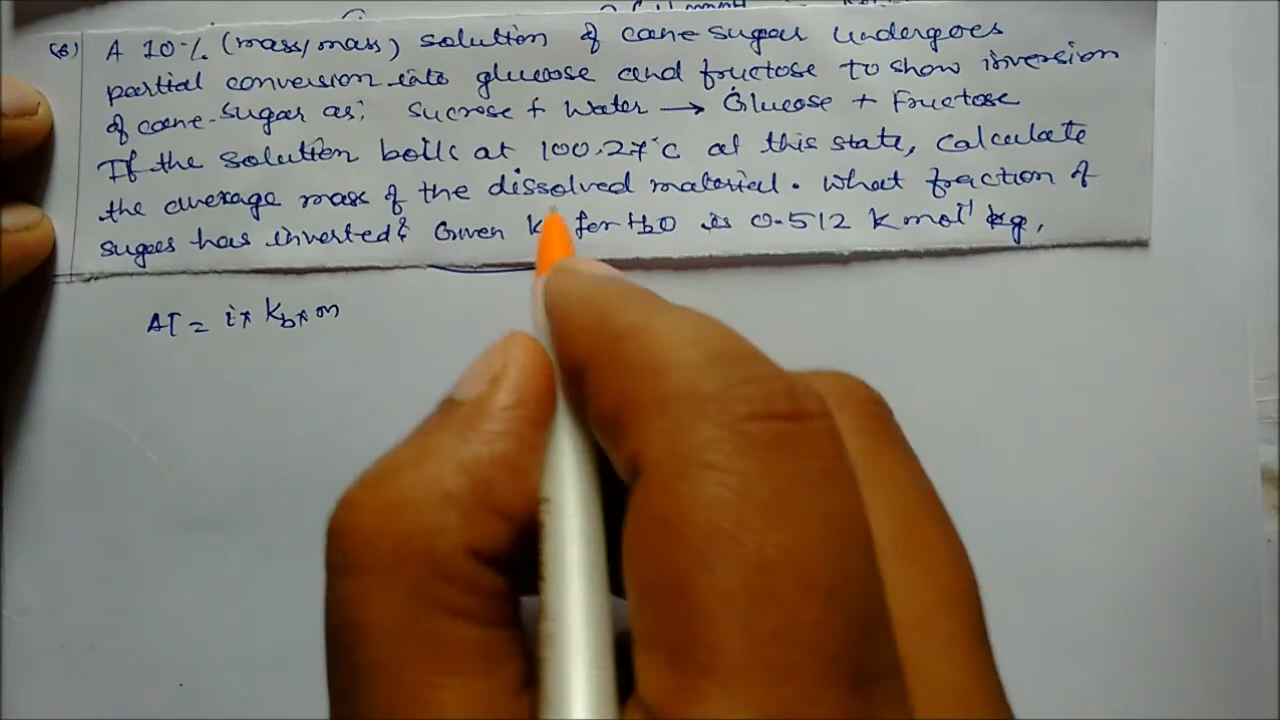 (6) A 10% (mass/mass) solution of cane sugar undergoes
partial conversion into glucose and fructose to show inversion
of cane-sugar as: Sucrose + Water → Glucose + Fructose
If the solution boils at 100.27°C at this state, calculate
the average mass of the dissolved material. What fraction of
sugar has inverted? Given K for H2O is 0.512 K mol⁻¹ kg.
ΔT = i * Kb * m